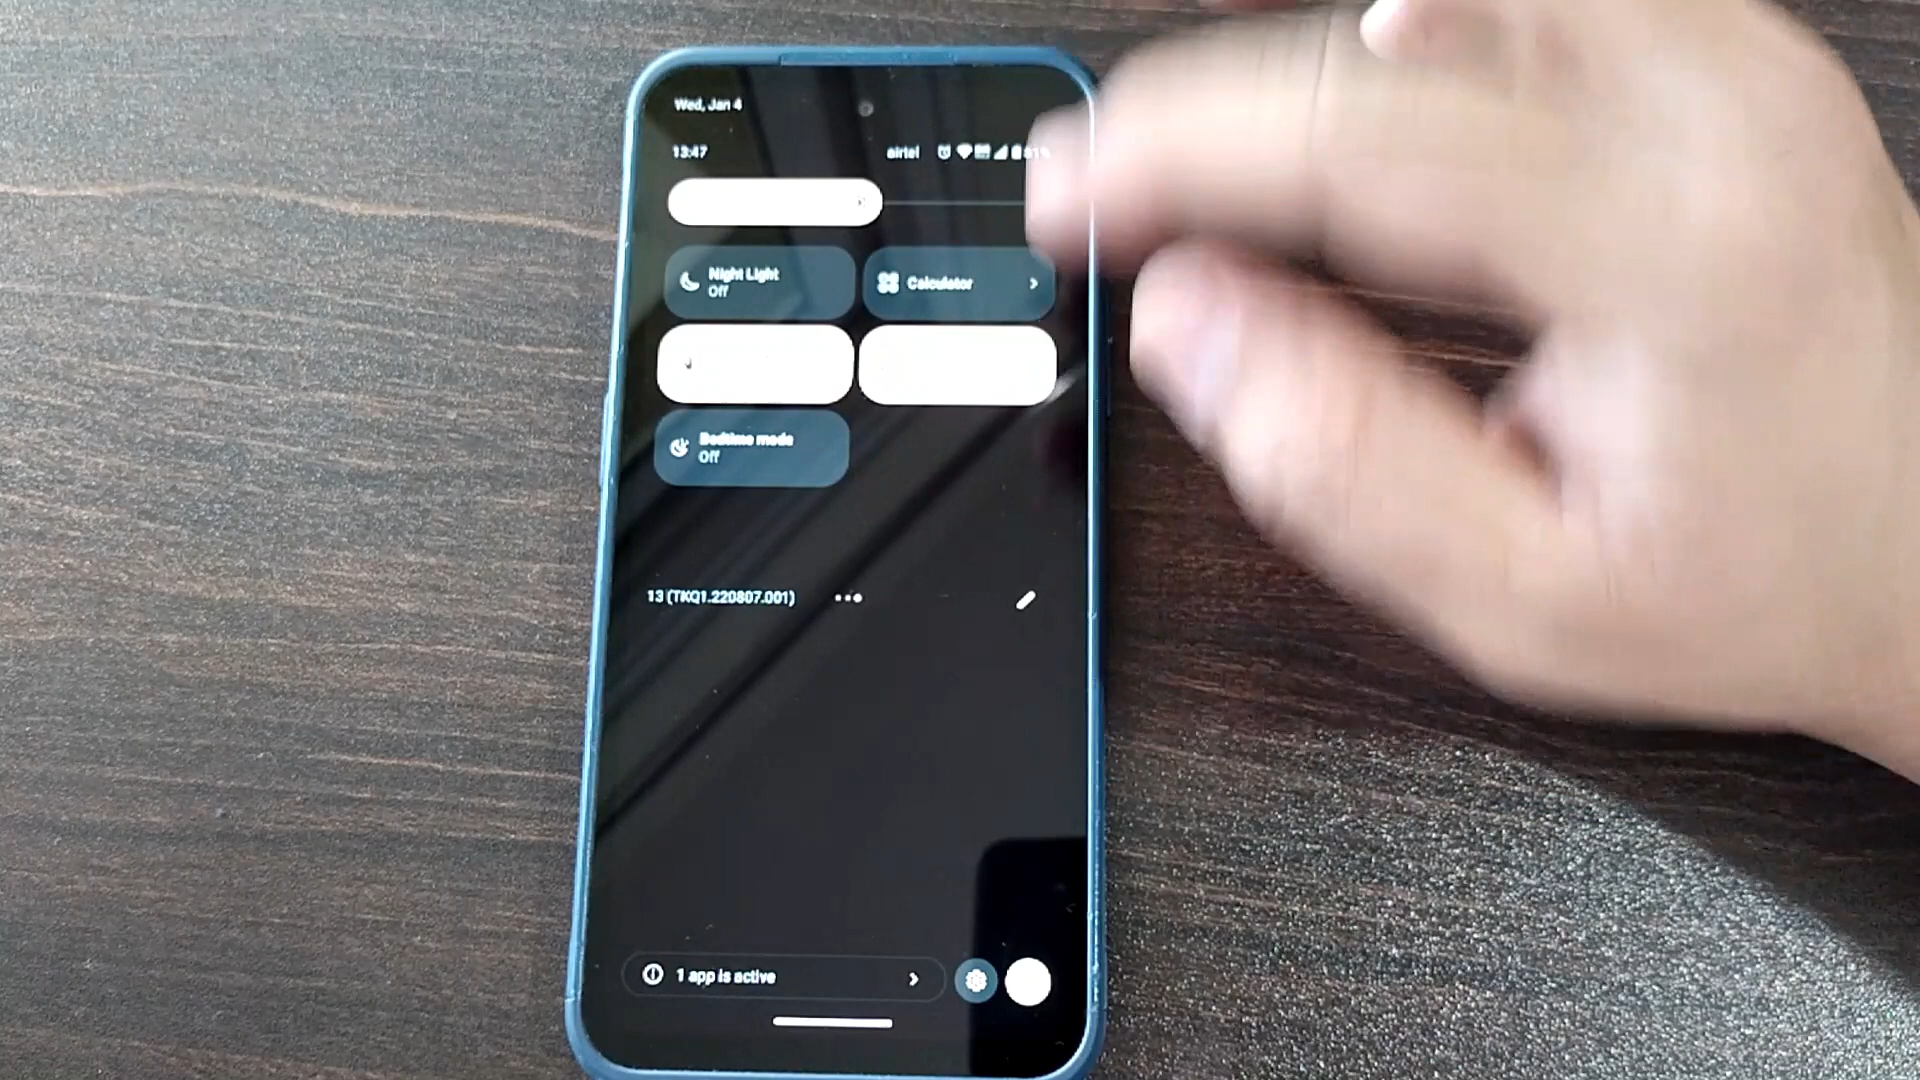 Wed, Jan 4
13:47
airtel
81%
Night Light
Off
Calculator
Bedtime mode
Off
13 (TKQ1.220807.001)
1 app is active